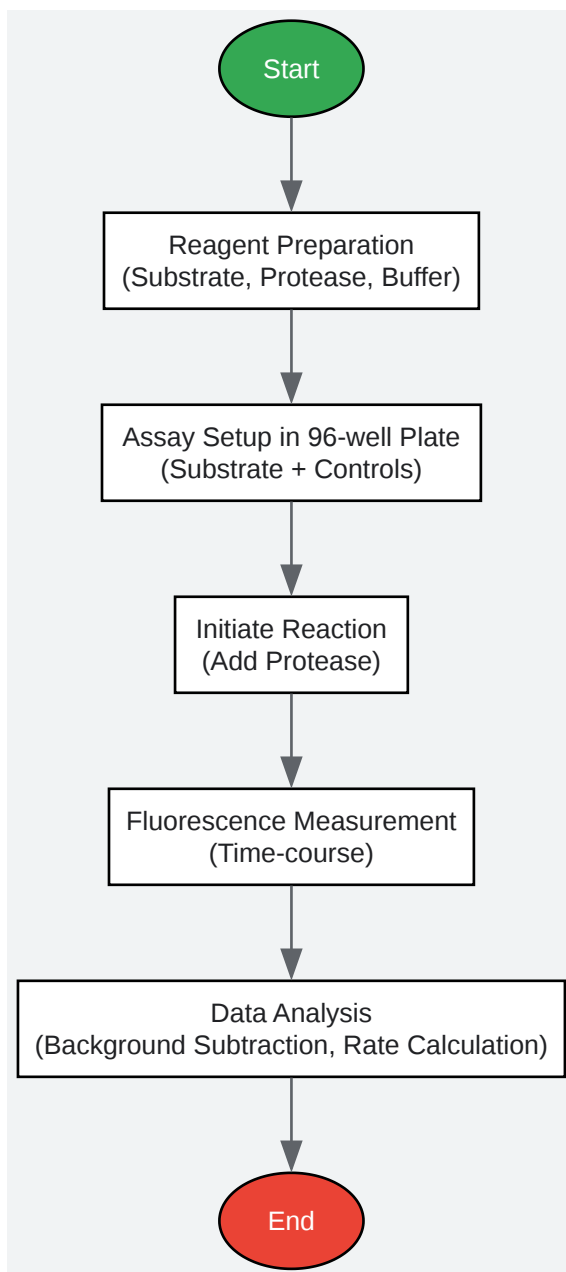 Start
Reagent Preparation
(Substrate, Protease, Buffer)
Assay Setup in 96-well Plate
(Substrate + Controls)
Initiate Reaction
(Add Protease)
Fluorescence Measurement
(Time-course)
Data Analysis
(Background Subtraction, Rate Calculation)
End